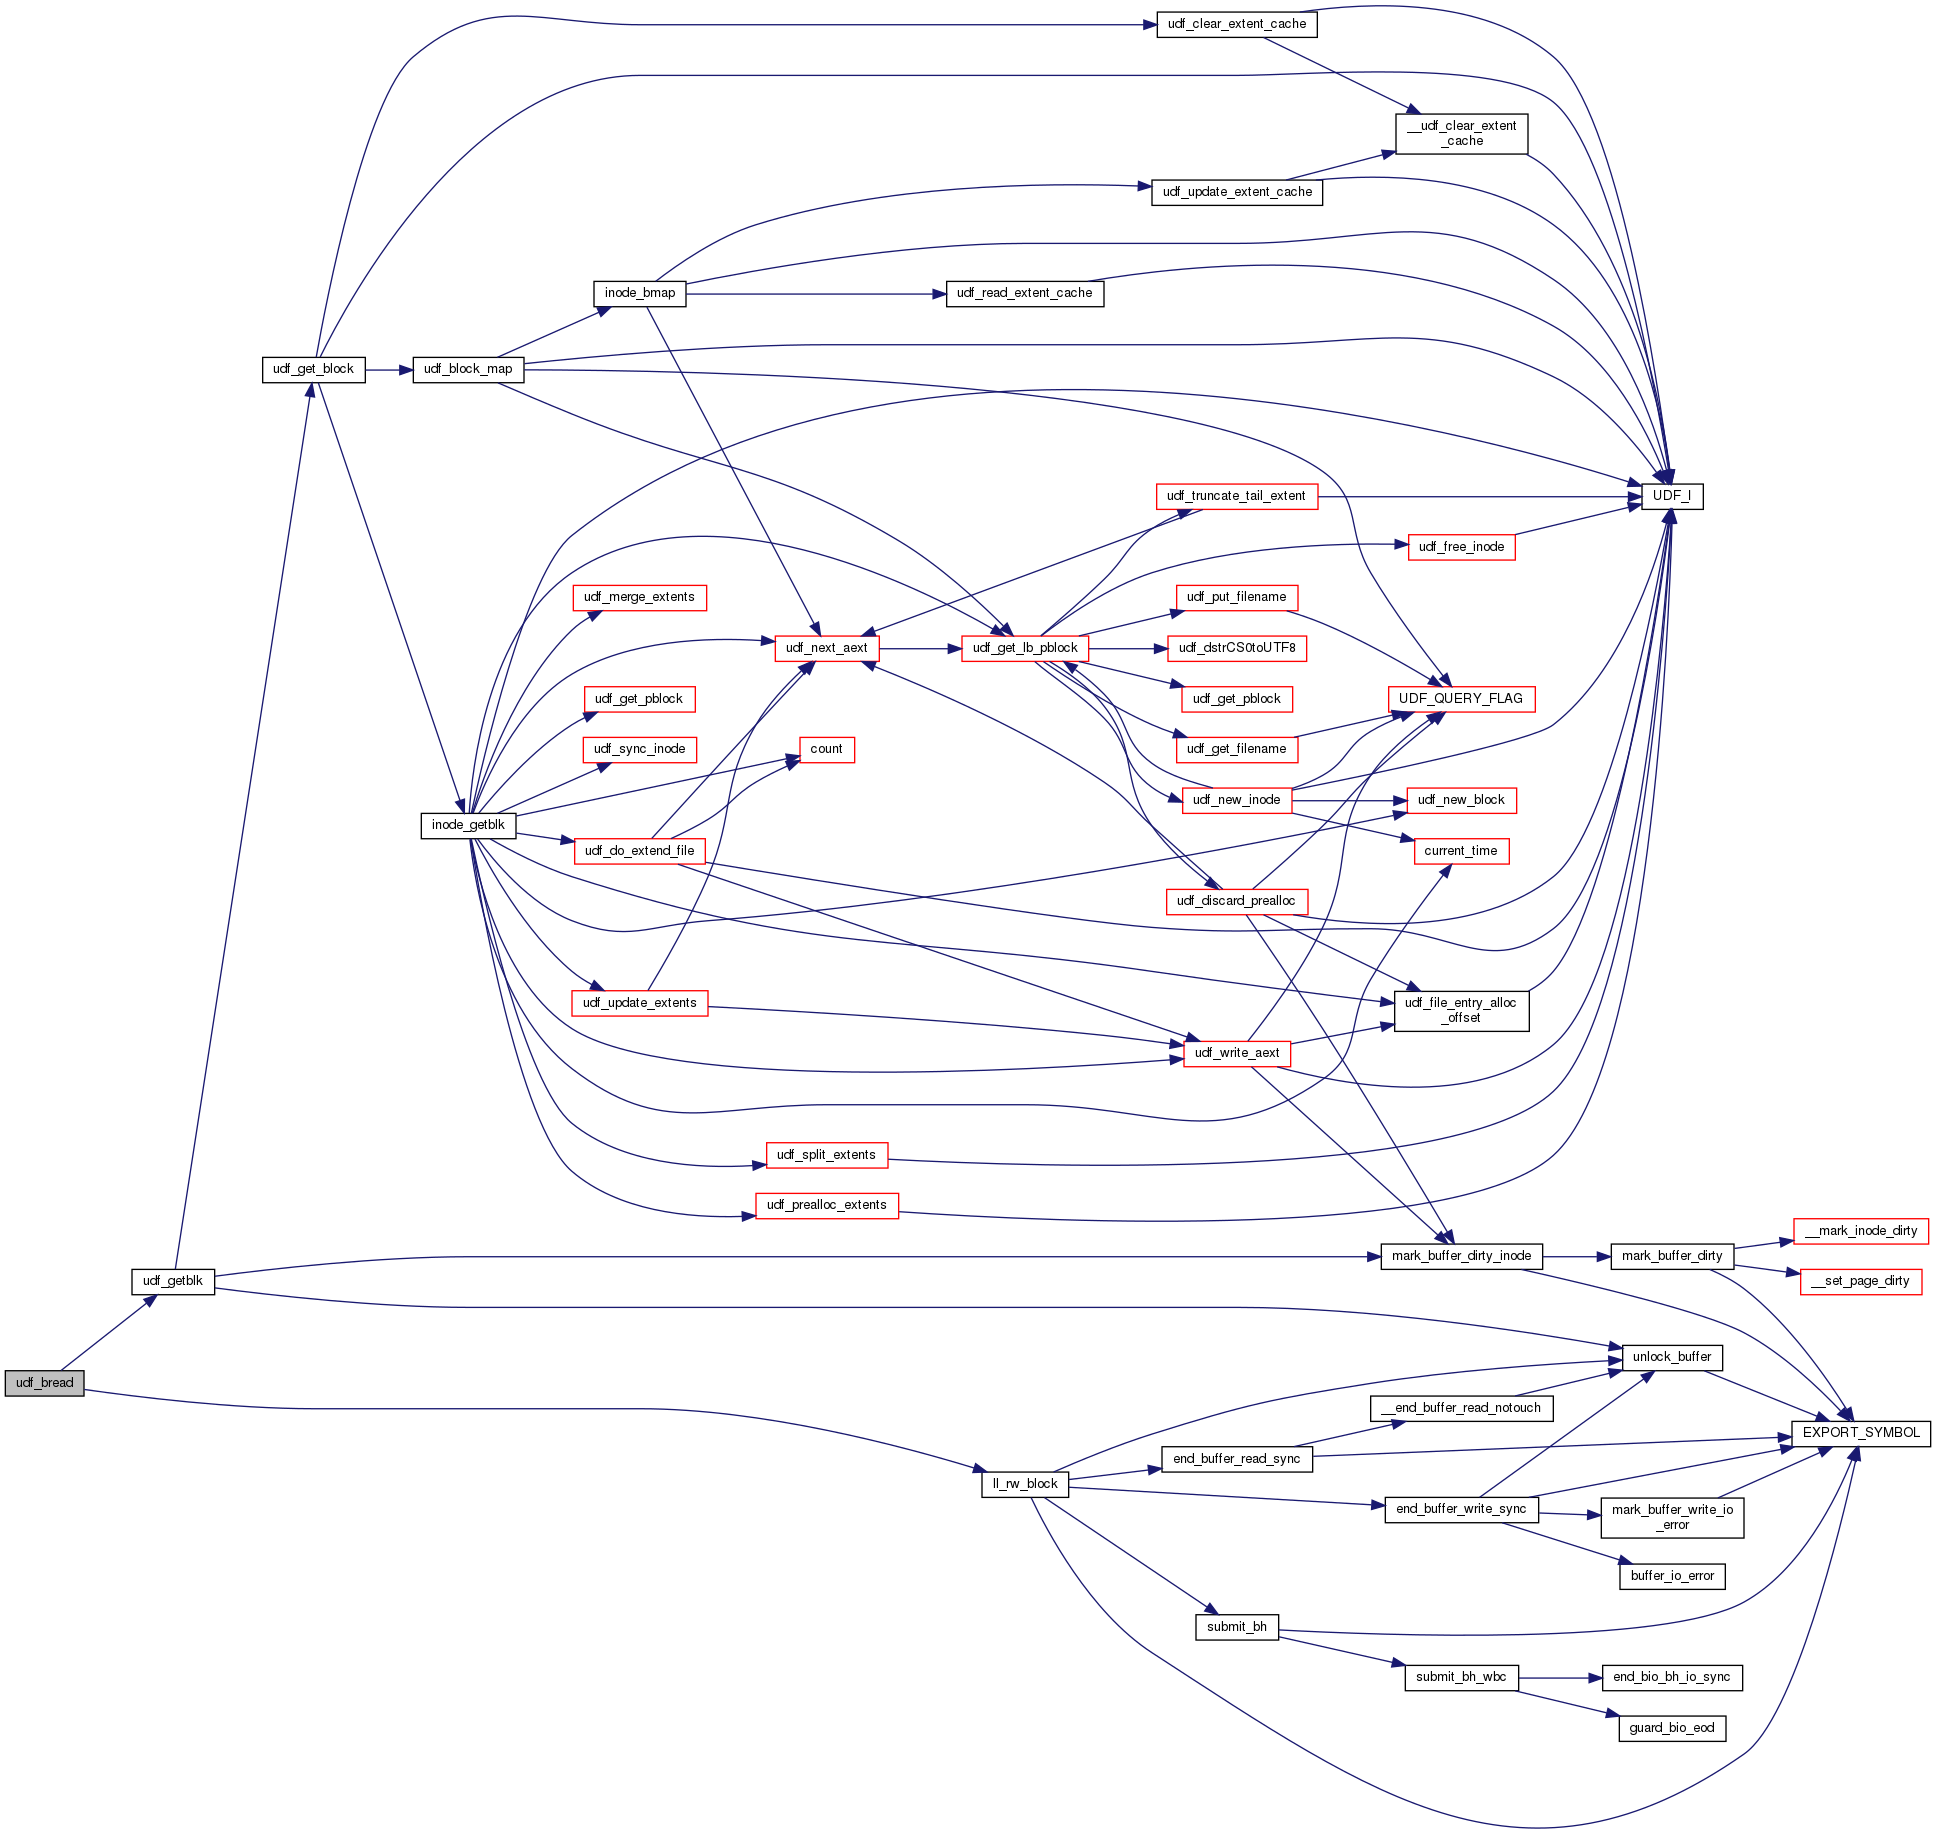 udf_clear_extent_cache
__udf_clear_extent
_cache
udf_update_extent_cache
inode_bmap
udf_read_extent_cache
udf_get_block
udf_block_map
udf_truncate_tail_extent
UDF_I
udf_free_inode
udf_merge_extents
udf_put_filename
udf_next_aext
udf_get_lb_pblock
udf_dstrCS0toUTF8
udf_get_pblock
udf_get_pblock
UDF_QUERY_FLAG
udf_sync_inode
count
udf_get_filename
udf_new_inode
udf_new_block
inode_getblk
udf_do_extend_file
current_time
udf_discard_prealloc
udf_update_extents
udf_file_entry_alloc
_offset
udf_write_aext
udf_split_extents
udf_prealloc_extents
__mark_inode_dirty
mark_buffer_dirty_inode
mark_buffer_dirty
udf_getblk
__set_page_dirty
unlock_buffer
udf_bread
__end_buffer_read_notouch
EXPORT_SYMBOL
end_buffer_read_sync
ll_rw_block
end_buffer_write_sync
mark_buffer_write_io
_error
buffer_io_error
submit_bh
submit_bh_wbc
end_bio_bh_io_sync
guard_bio_eod